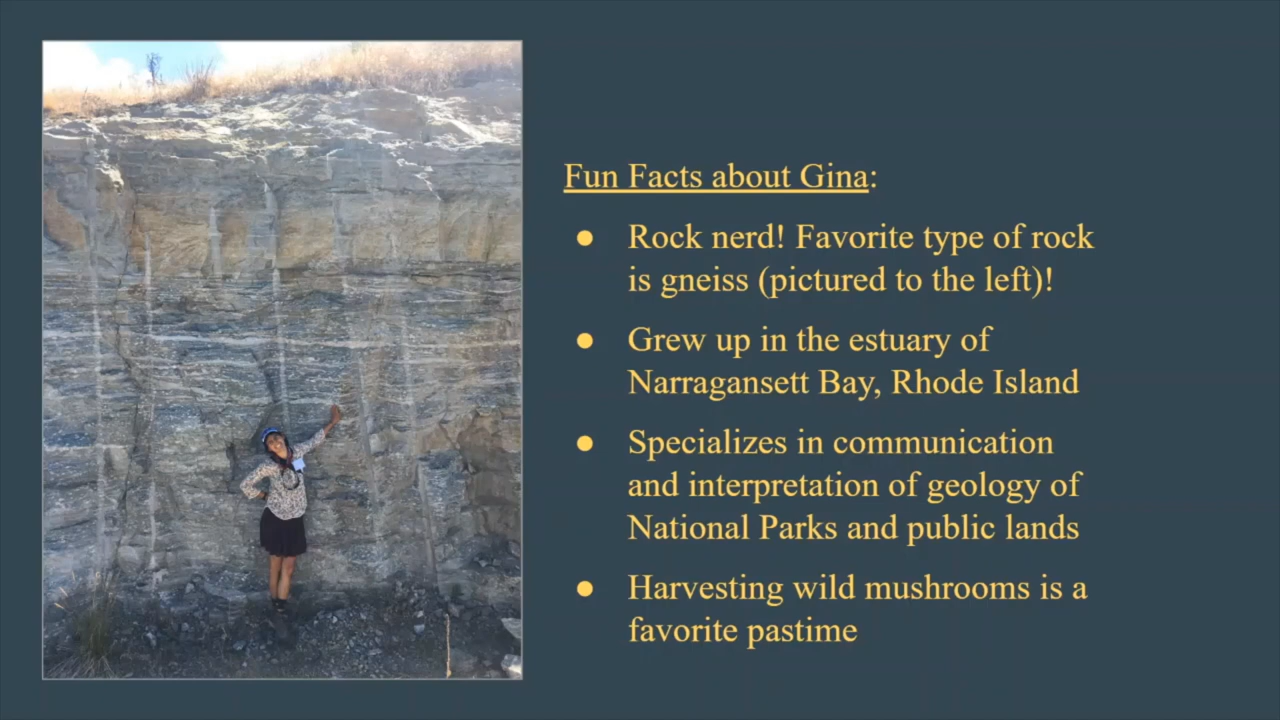 Fun Facts about Gina:
● Rock nerd! Favorite type of rock
is gneiss (pictured to the left)!
● Grew up in the estuary of
Narragansett Bay, Rhode Island
● Specializes in communication
and interpretation of geology of
National Parks and public lands
● Harvesting wild mushrooms is a
favorite pastime